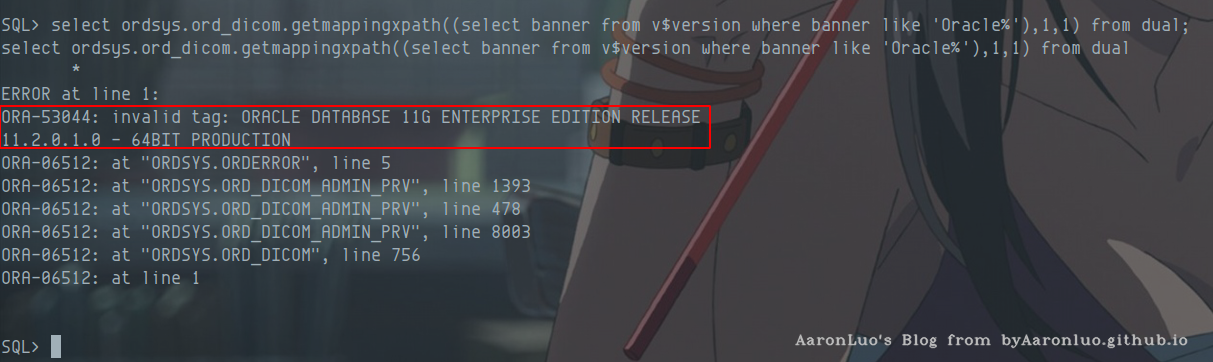 SQL> select ordsys.ord_dicom.getmappingxpath((select banner from v$version where banner like 'Oracle%'),1,1) from dual;
select ordsys.ord_dicom.getmappingxpath((select banner from v$version where banner like 'Oracle%'),1,1) from dual
*
ERROR at line 1:
ORA-53044: invalid tag: ORACLE DATABASE 11G ENTERPRISE EDITION RELEASE
11.2.0.1.0 - 64BIT PRODUCTION
ORA-06512: at "ORDSYS.ORDERROR", line 5
ORA-06512: at "ORDSYS.ORD_DICOM_ADMIN_PRV", line 1393
ORA-06512: at "ORDSYS.ORD_DICOM_ADMIN_PRV", line 478
ORA-06512: at "ORDSYS.ORD_DICOM_ADMIN_PRV", line 8003
ORA-06512: at "ORDSYS.ORD_DICOM", line 756
ORA-06512: at line 1
SQL>
AaronLuo's Blog from byAaronluo.github.io